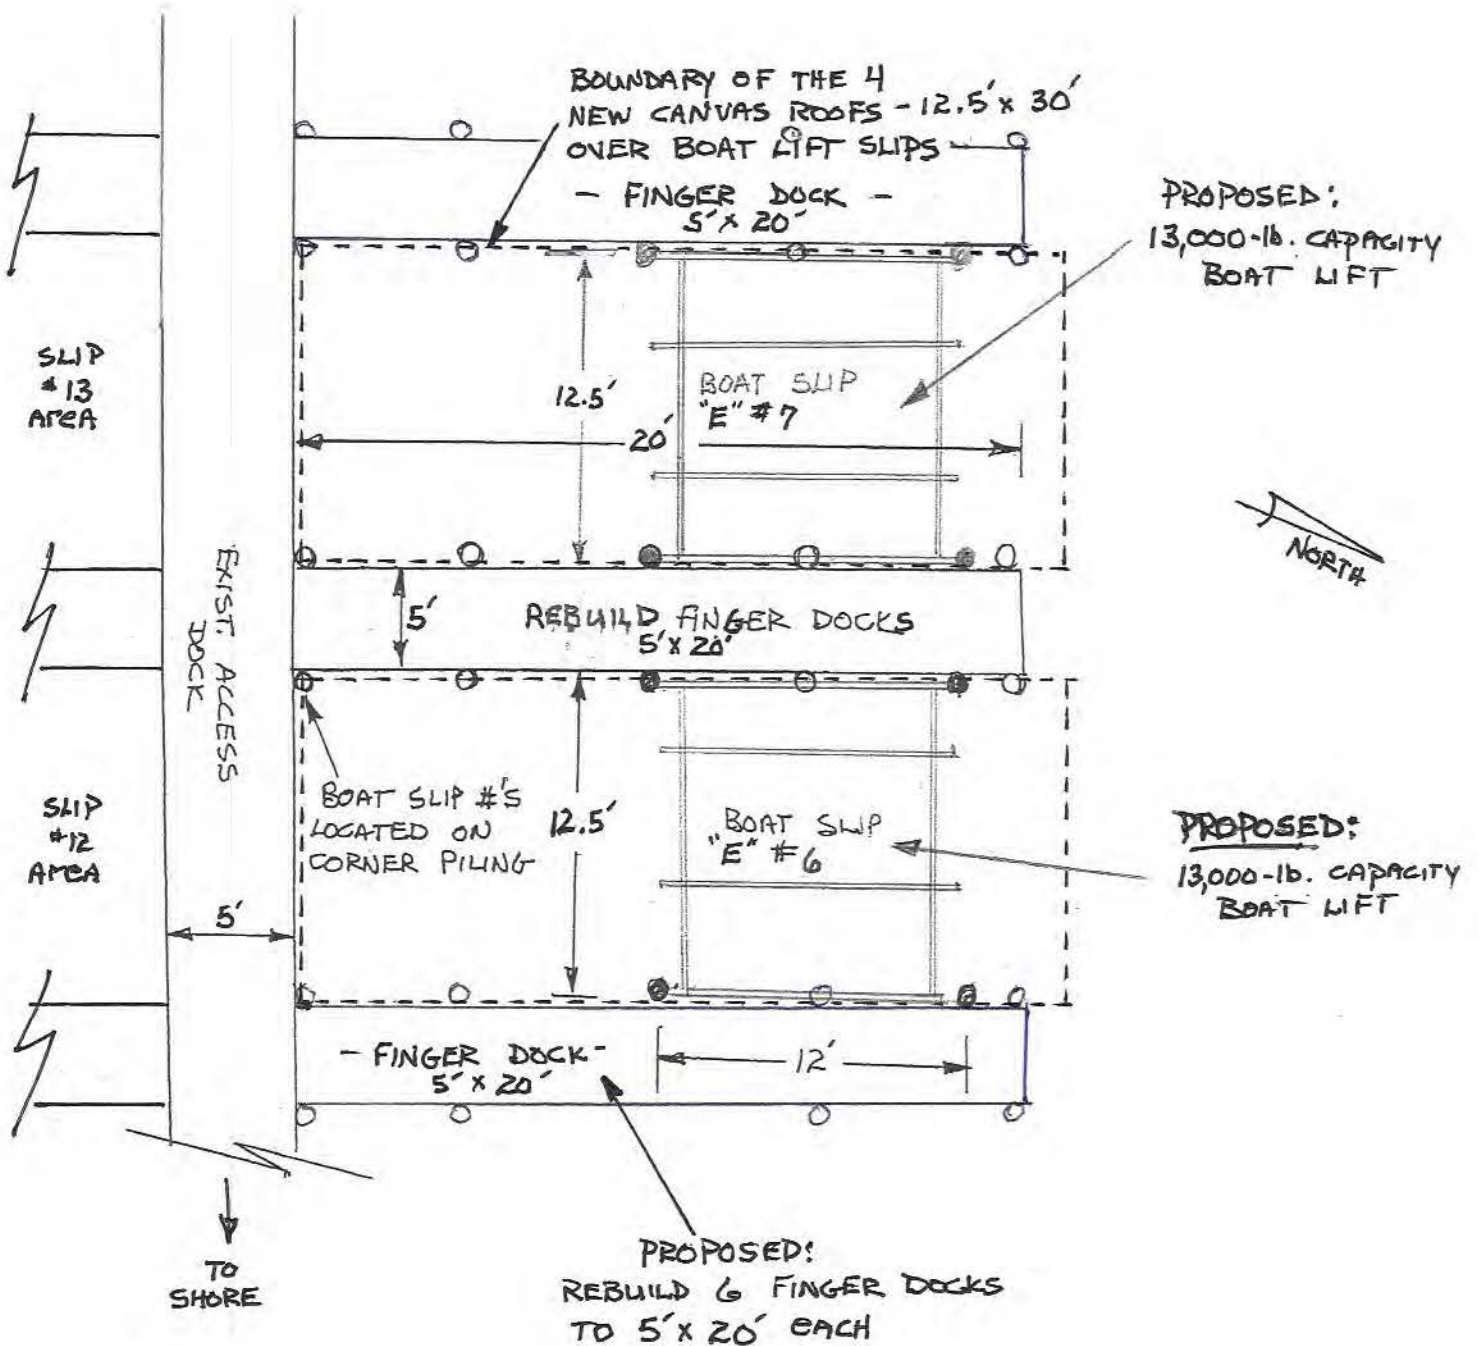 BOUNDARY OF THE 4
NEW CANVAS ROOFS - 12.5' x 30'
OVER BOAT LIFT SLIPS
- FINGER DOCK -
5' x 20'
PROPOSED:
13,000-lb. CAPACITY
BOAT LIFT
SLIP
#13
AREA
12.5'
BOAT SLIP
"E" #7
20'
NORTH
EXIST. ACCESS
DOCK
5'
REBUILD FINGER DOCKS
5' x 20'
BOAT SLIP #'S
LOCATED ON
CORNER PILING
12.5'
BOAT SLIP
"E" #6
SLIP
#12
AREA
PROPOSED:
13,000-lb. CAPACITY
BOAT LIFT
5'
- FINGER DOCK -
5' x 20'
12'
TO
SHORE
PROPOSED:
REBUILD 6 FINGER DOCKS
TO 5' x 20' EACH